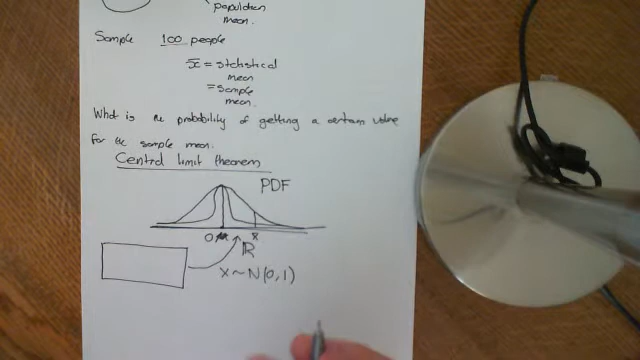 population
mean.
Sample 100 people
x̄ = statistical
mean
= sample
mean.
What is the probability of getting a certain value
for the sample mean.
Central limit theorem
PDF
0
x
ℝ
X ~ N(0, 1)